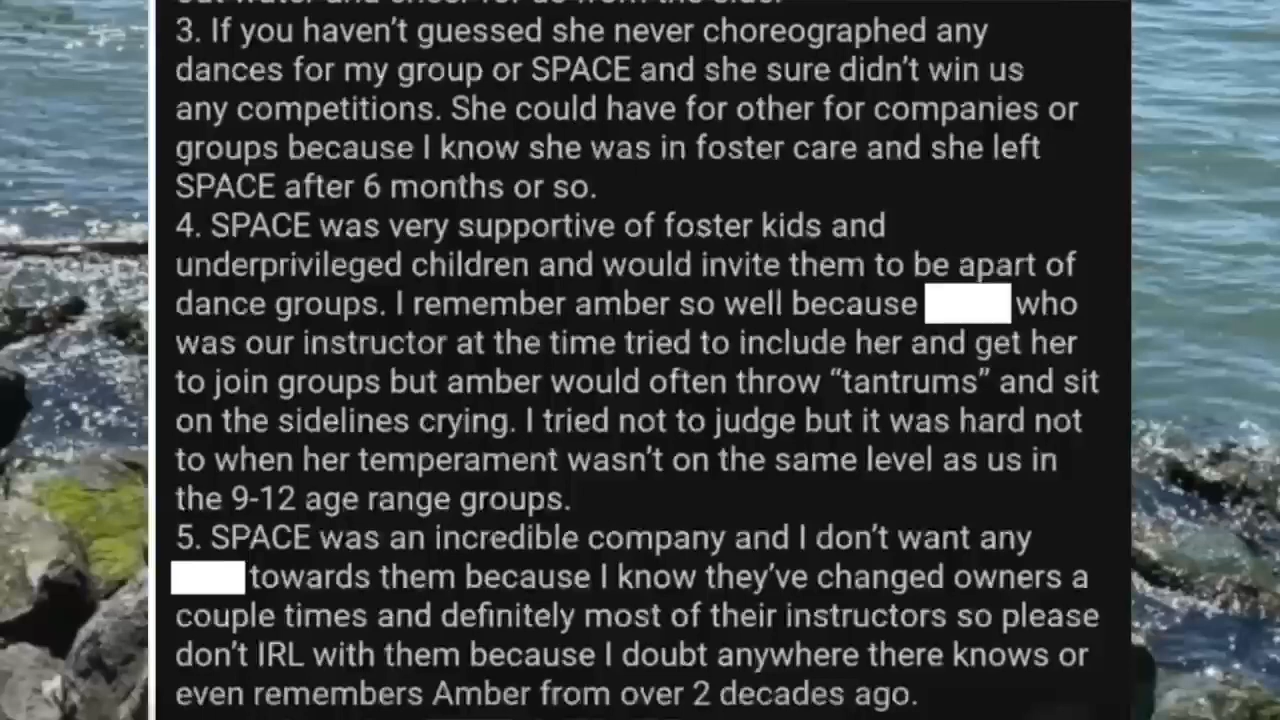 3. If you haven’t guessed she never choreographed any
dances for my group or SPACE and she sure didn’t win us
any competitions. She could have for other for companies or
groups because I know she was in foster care and she left
SPACE after 6 months or so.
4. SPACE was very supportive of foster kids and
underprivileged children and would invite them to be apart of
dance groups. I remember amber so well because who
was our instructor at the time tried to include her and get her
to join groups but amber would often throw “tantrums” and sit
on the sidelines crying. I tried not to judge but it was hard not
to when her temperament wasn’t on the same level as us in
the 9-12 age range groups.
5. SPACE was an incredible company and I don’t want any
towards them because I know they’ve changed owners a
couple times and definitely most of their instructors so please
don’t IRL with them because I doubt anywhere there knows or
even remembers Amber from over 2 decades ago.